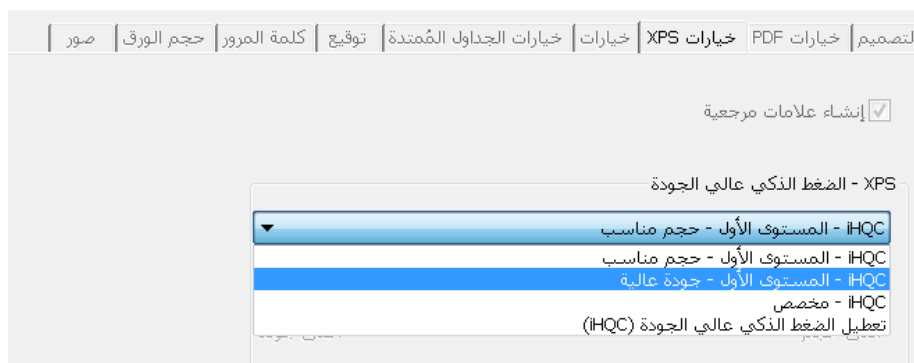 لتصميم خيارات PDF خيارات XPS خيارات خيارات الجداول المُمتدة توقيع كلمة المرور حجم الورق صور
إنشاء علامات مرجعية
XPS - الضغط الذكي عالي الجودة
iHQC - المستوى الأول - حجم مناسب
iHQC - المستوى الأول - حجم مناسب
iHQC - المستوى الأول - جودة عالية
iHQC - مخصص
تعطيل الضغط الذكي عالي الجودة (iHQC)